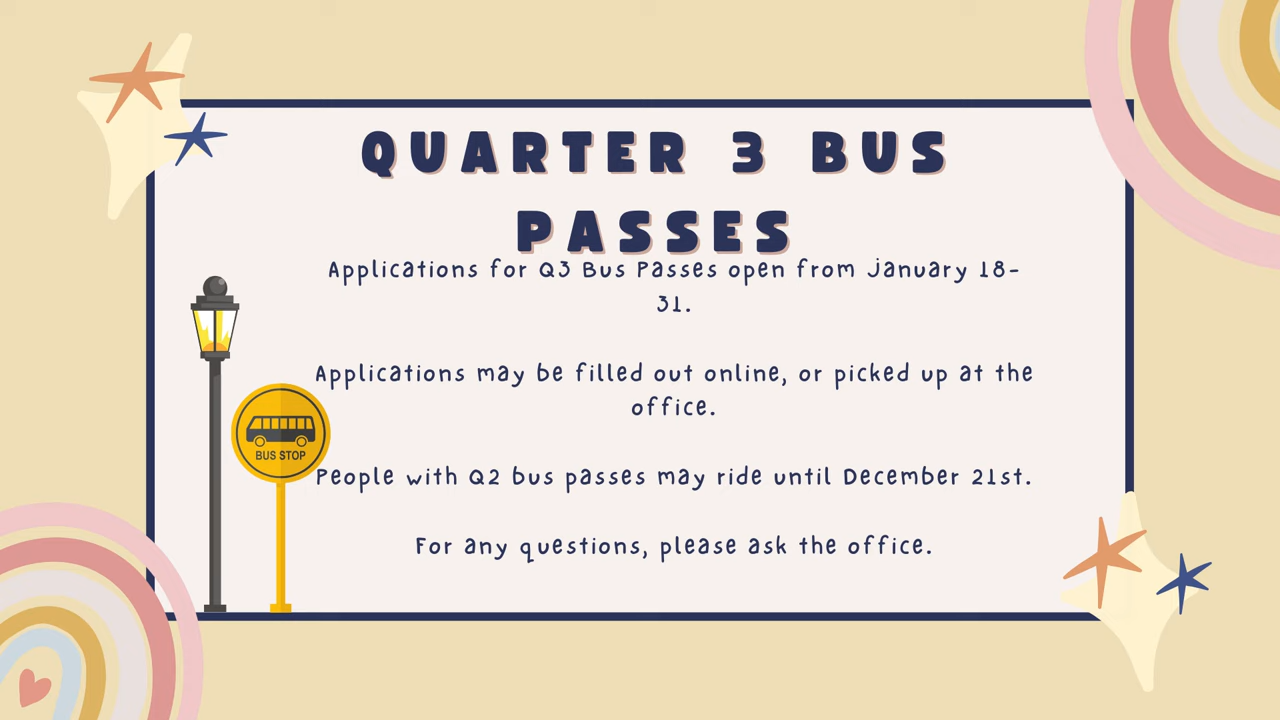 QUARTER 3 BUS
PASSES
Applications for Q3 Bus Passes open from January 18-
31.
Applications may be filled out online, or picked up at the
office.
BUS STOP
People with Q2 bus passes may ride until December 21st.
For any questions, please ask the office.